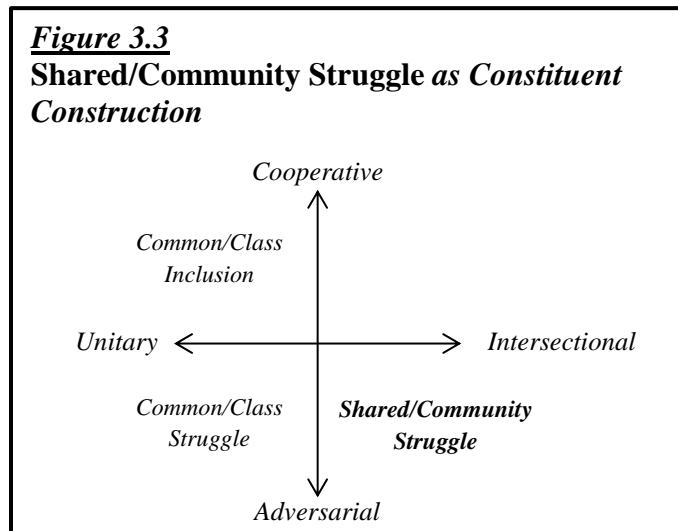 Figure 3.3
Shared/Community Struggle as Constituent
Construction
Cooperative
Common/Class
Inclusion
Unitary
Intersectional
Common/Class
Struggle
Shared/Community
Struggle
Adversarial